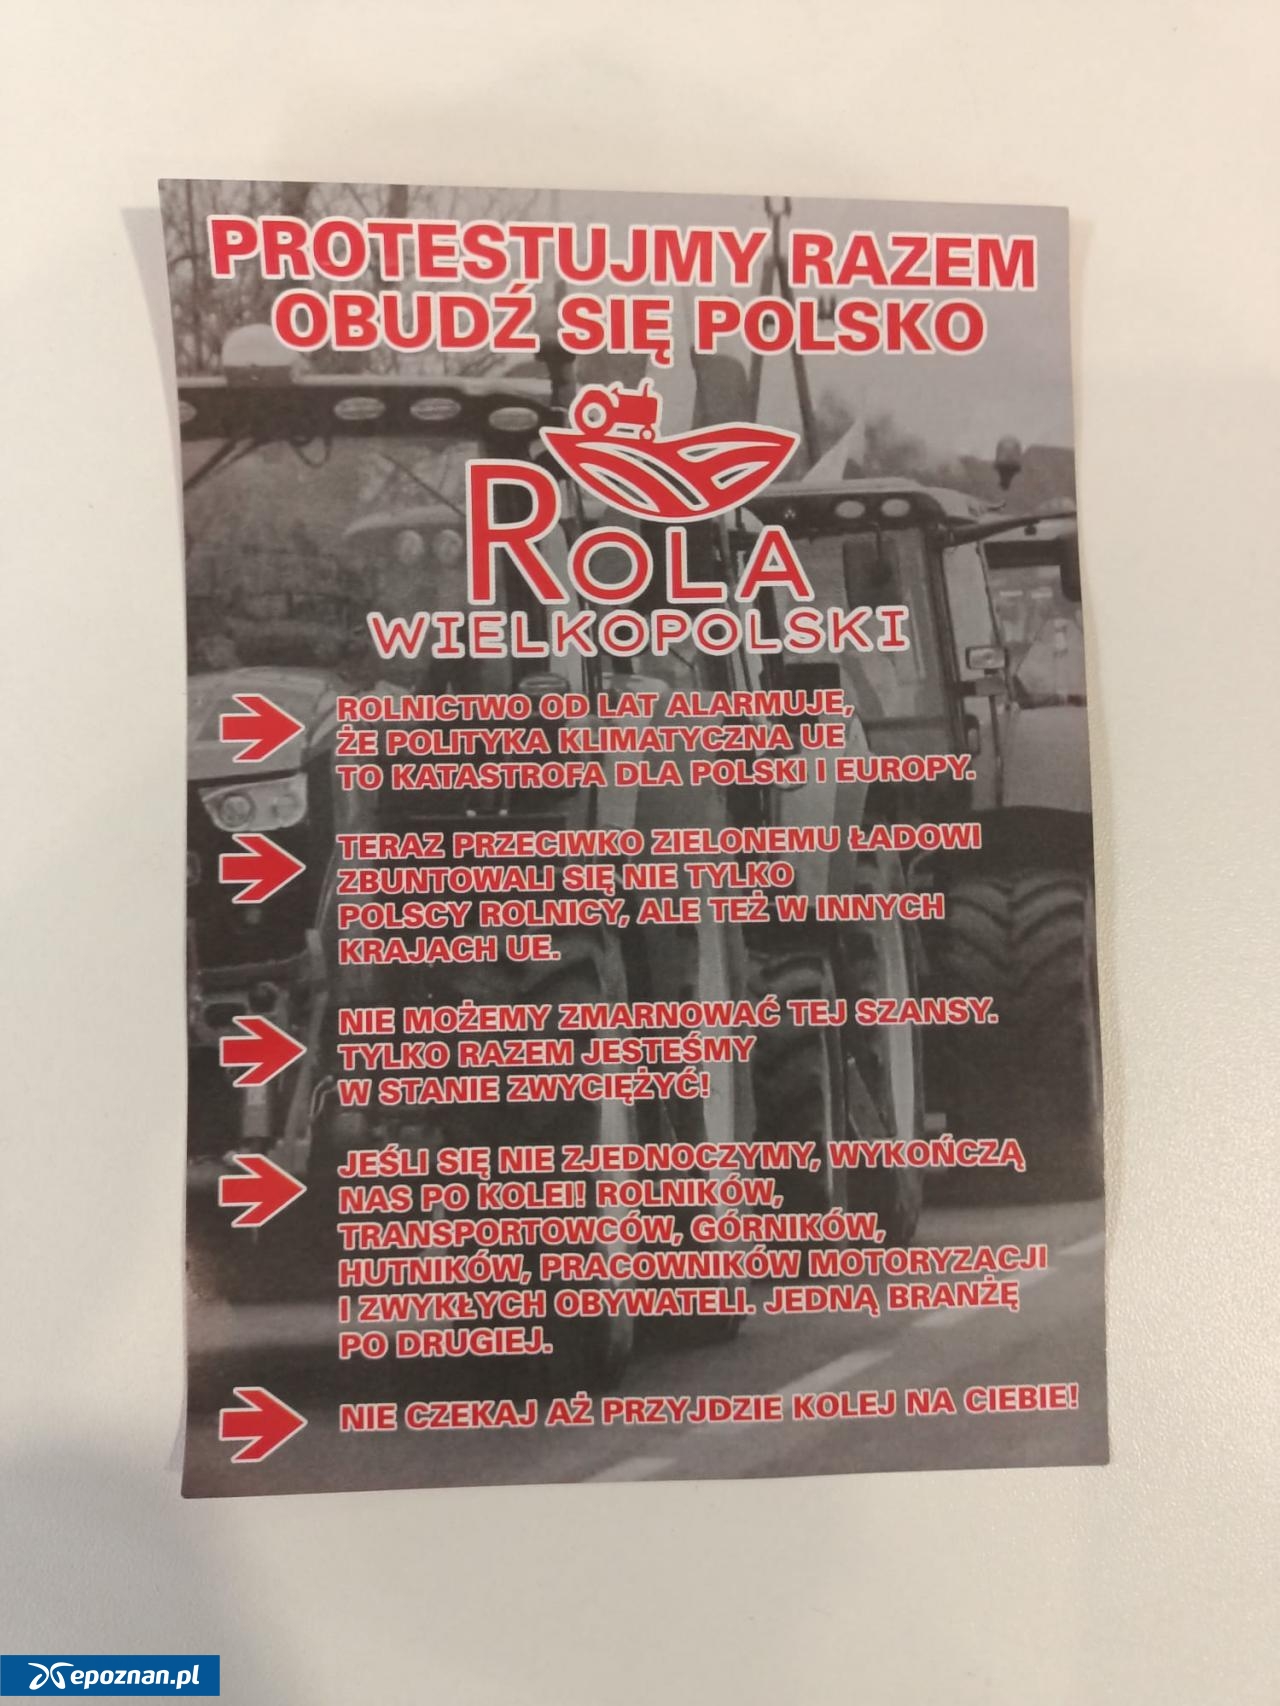 PROTESTUJMY RAZEM
OBUDŹ SIĘ POLSKO
ROLA
WIELKOPOLSKI
ROLNICTWO OD LAT ALARMUJE,
ŻE POLITYKA KLIMATYCZNA UE
TO KATASTROFA DLA POLSKI I EUROPY.
TERAZ PRZECIWKO ZIELONEMU ŁADOWI
ZBUNTOWALI SIĘ NIE TYLKO
POLSCY ROLNICY, ALE TEŻ W INNYCH
KRAJACH UE.
NIE MOŻEMY ZMARNOWAĆ TEJ SZANSY.
TYLKO RAZEM JESTEŚMY
W STANIE ZWYCIĘŻYĆ!
JEŚLI SIĘ NIE ZJEDNOCZYMY, WYKOŃCZĄ
NAS PO KOLEI! ROLNIKÓW,
TRANSPORTOWCÓW, GÓRNIKÓW,
HUTNIKÓW, PRACOWNIKÓW MOTORYZACJI
I ZWYKŁYCH OBYWATELI. JEDNĄ BRANŻĘ
PO DRUGIEJ.
NIE CZEKAJ AŻ PRZYJDZIE KOLEJ NA CIEBIE!
epoznan.pl